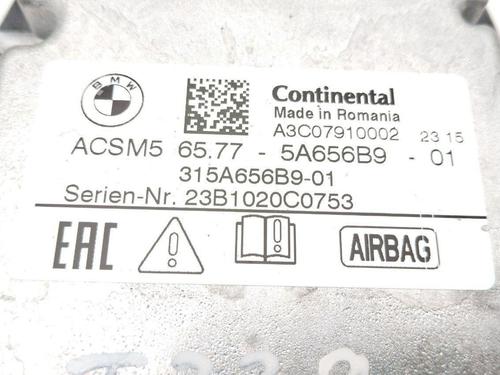 BMW
Continental
Made in Romania
A3C07910002 23 15
ACSM5 65.77 - 5A656B9 - 01
315A656B9-01
Serien-Nr. 23B1020C0753
EAC
AIRBAG